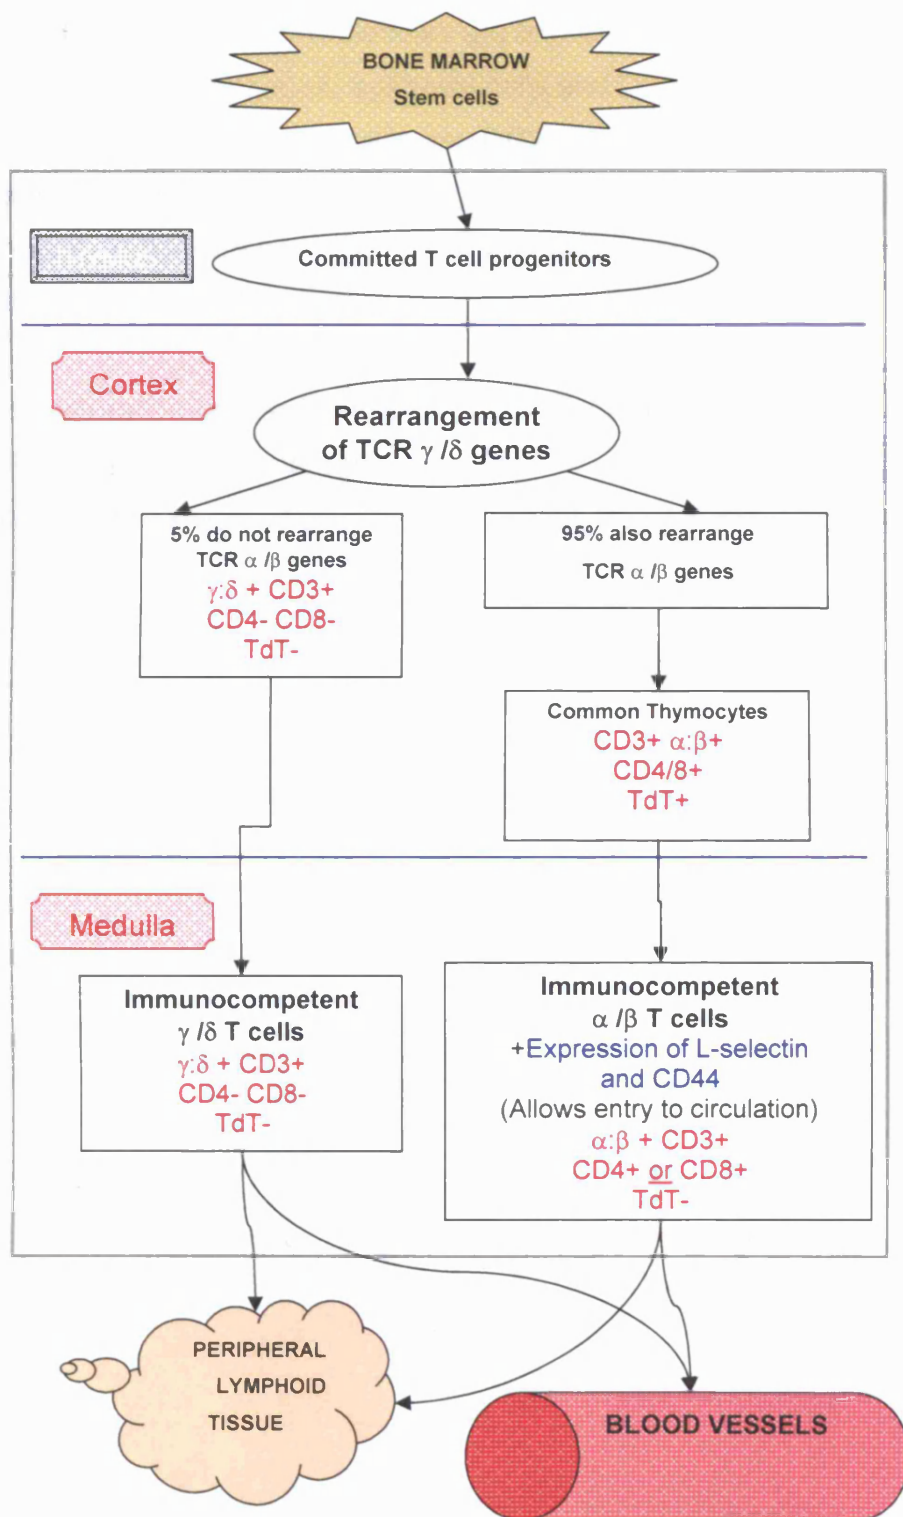 BONE MARROW
Stem cells
Committed T cell progenitors
Cortex
Rearrangement
of TCR γ /δ genes
5% do not rearrange
TCR α /β genes
γ:δ + CD3+
CD4- CD8-
TdT-
95% also rearrange
TCR α /β genes
Common Thymocytes
CD3+ α:β+
CD4/8+
TdT+
Medulla
Immunocompetent
γ /δ T cells
γ:δ + CD3+
CD4- CD8-
TdT-
Immunocompetent
α /β T cells
+Expression of L-selectin
and CD44
(Allows entry to circulation)
α:β + CD3+
CD4+ or CD8+
TdT-
PERIPHERAL
LYMPHOID
TISSUE
BLOOD VESSELS